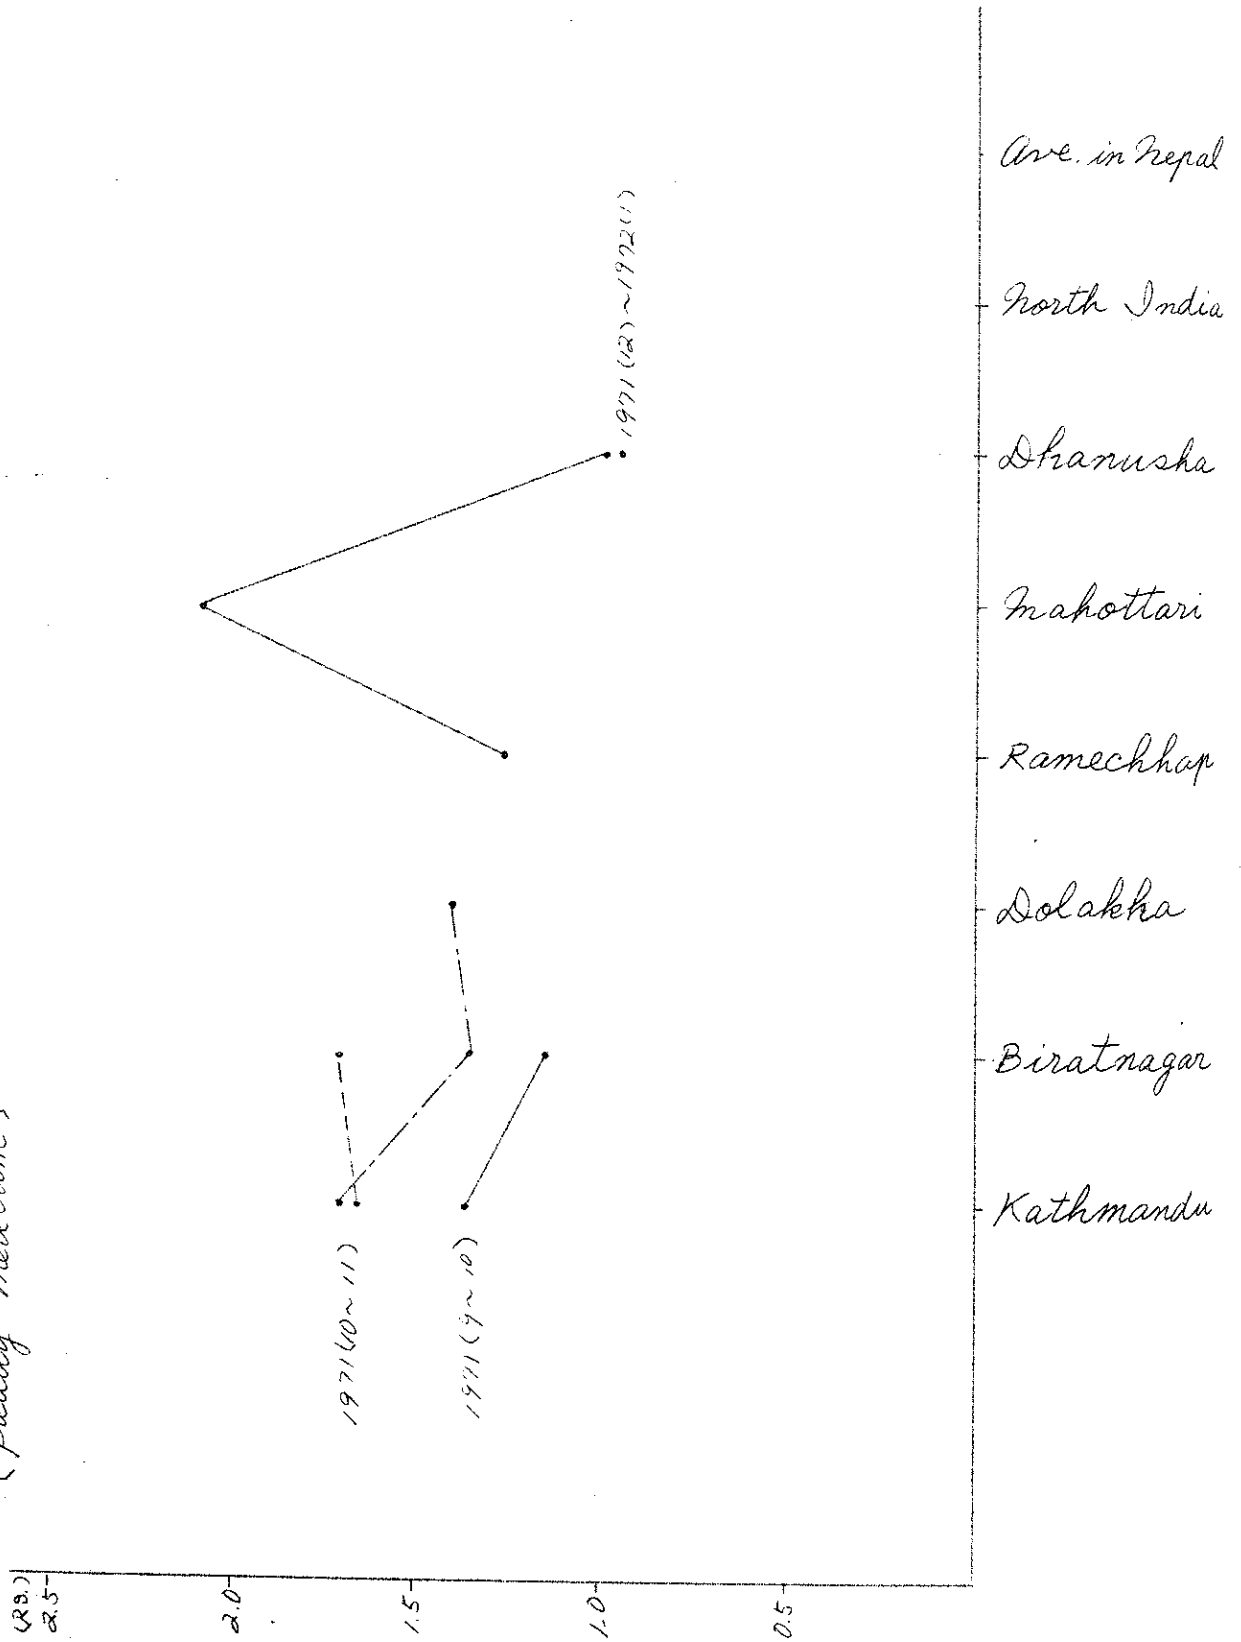 (Rs.)
2.5
2.0
1.5
1.0
0.5
1971 (10~11)
1971 (9~10)
1971 (12) ~ 1972 (1)
Kathmandu
Biratnagar
Dolakha
Ramechhap
Mahottari
Dhanusha
North India
Ave. in Nepal